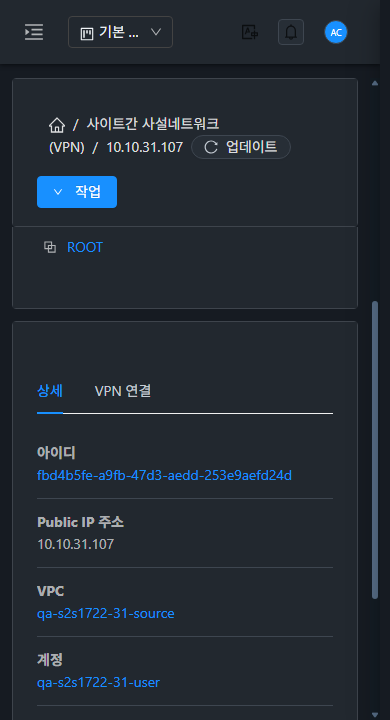 기본 ...
AC
/ 사이트간 사설네트워크
(VPN) / 10.10.31.107 업데이트
작업
ROOT
상세 VPN 연결
아이디
fbd4b5fe-a9fb-47d3-aedd-253e9aefd24d
Public IP 주소
10.10.31.107
VPC
qa-s2s1722-31-source
계정
qa-s2s1722-31-user